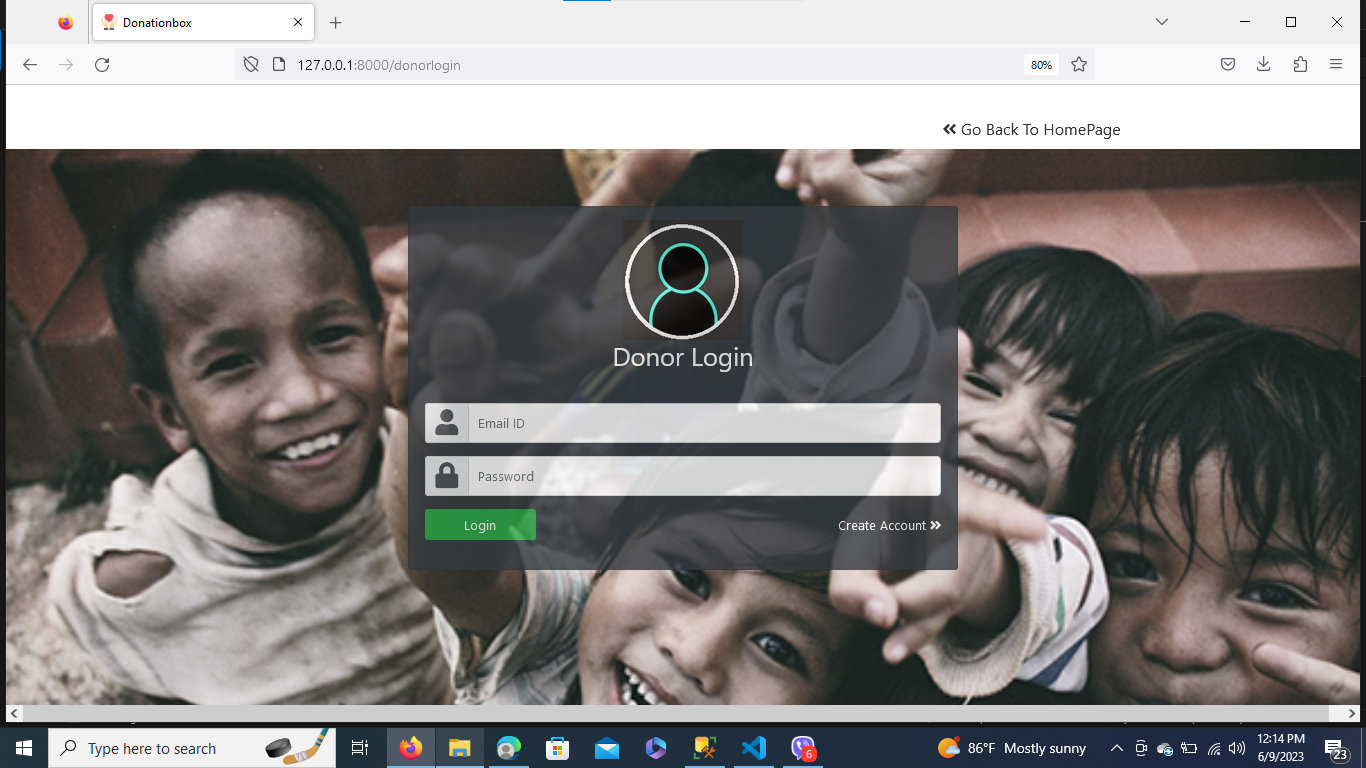 Donationbox
127.0.0.1:8000/donorlogin
80%
Go Back To HomePage
Donor Login
Email ID
Password
Login
Create Account
Type here to search
6
86°F Mostly sunny
12:14 PM
6/9/2023
23